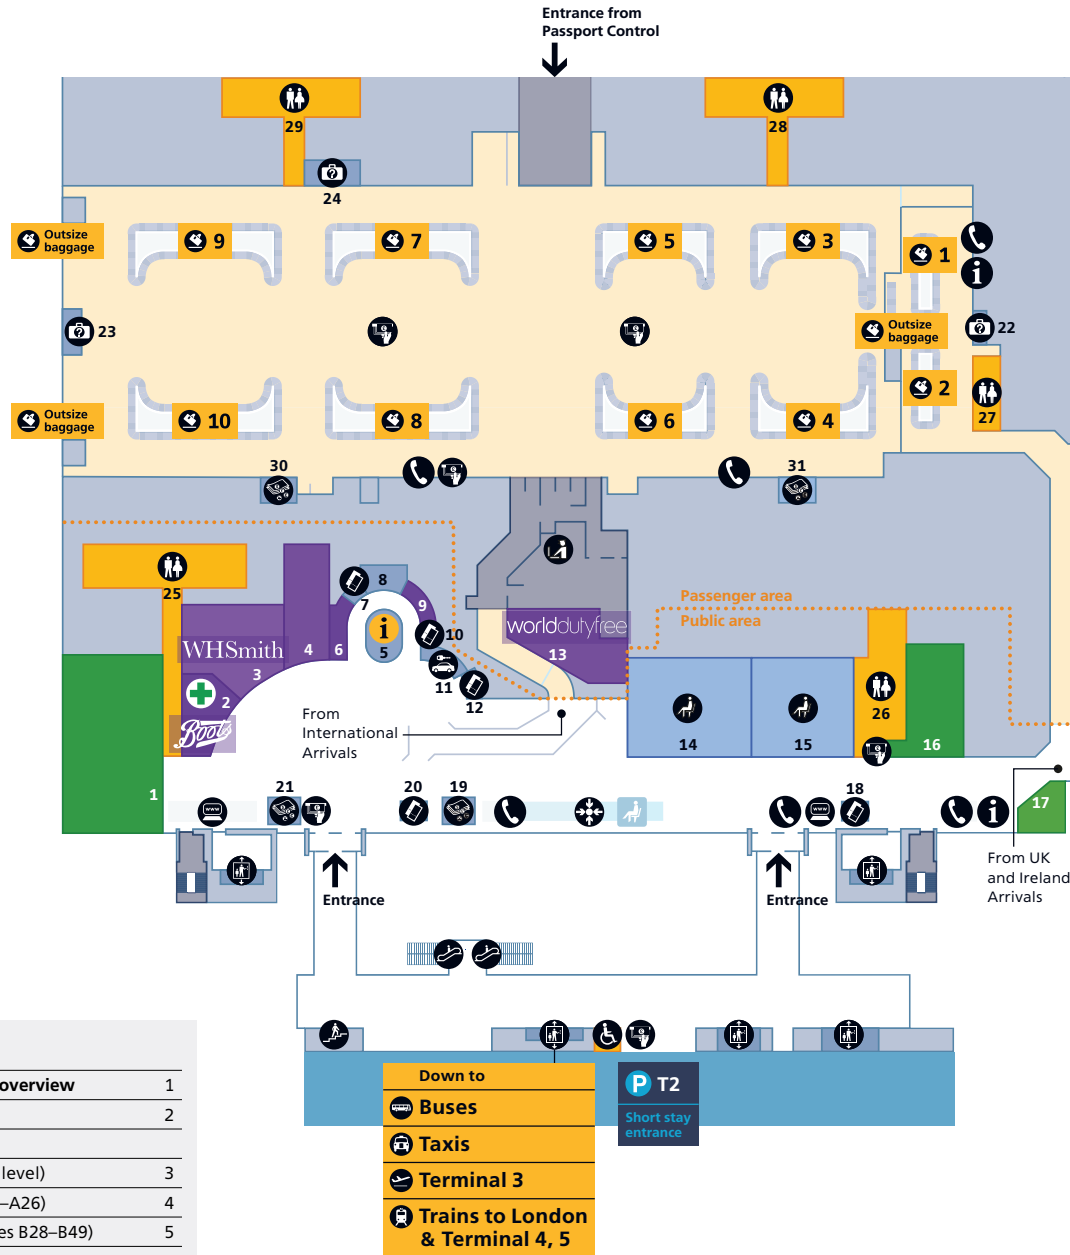 Entrance from
Passport Control
29
28
24
Outsize
baggage
9
7
5
3
1
23
Outsize
baggage
22
Outsize
baggage
10
8
6
4
2
27
30
31
25
8
7
9
Passenger area
Public area
WHSmith
4
6
i
5
10
worlddutyfree
13
3
11
2
12
26
Boots
From
International
Arrivals
14
15
16
1
21
20
19
18
17
www
www
Entrance
Entrance
From UK
and Ireland
Arrivals
Down to
Buses
Taxis
Terminal 3
Trains to London
& Terminal 4, 5
P T2
Short stay
entrance
overview 1
2
level) 3
–A26) 4
es B28–B49) 5